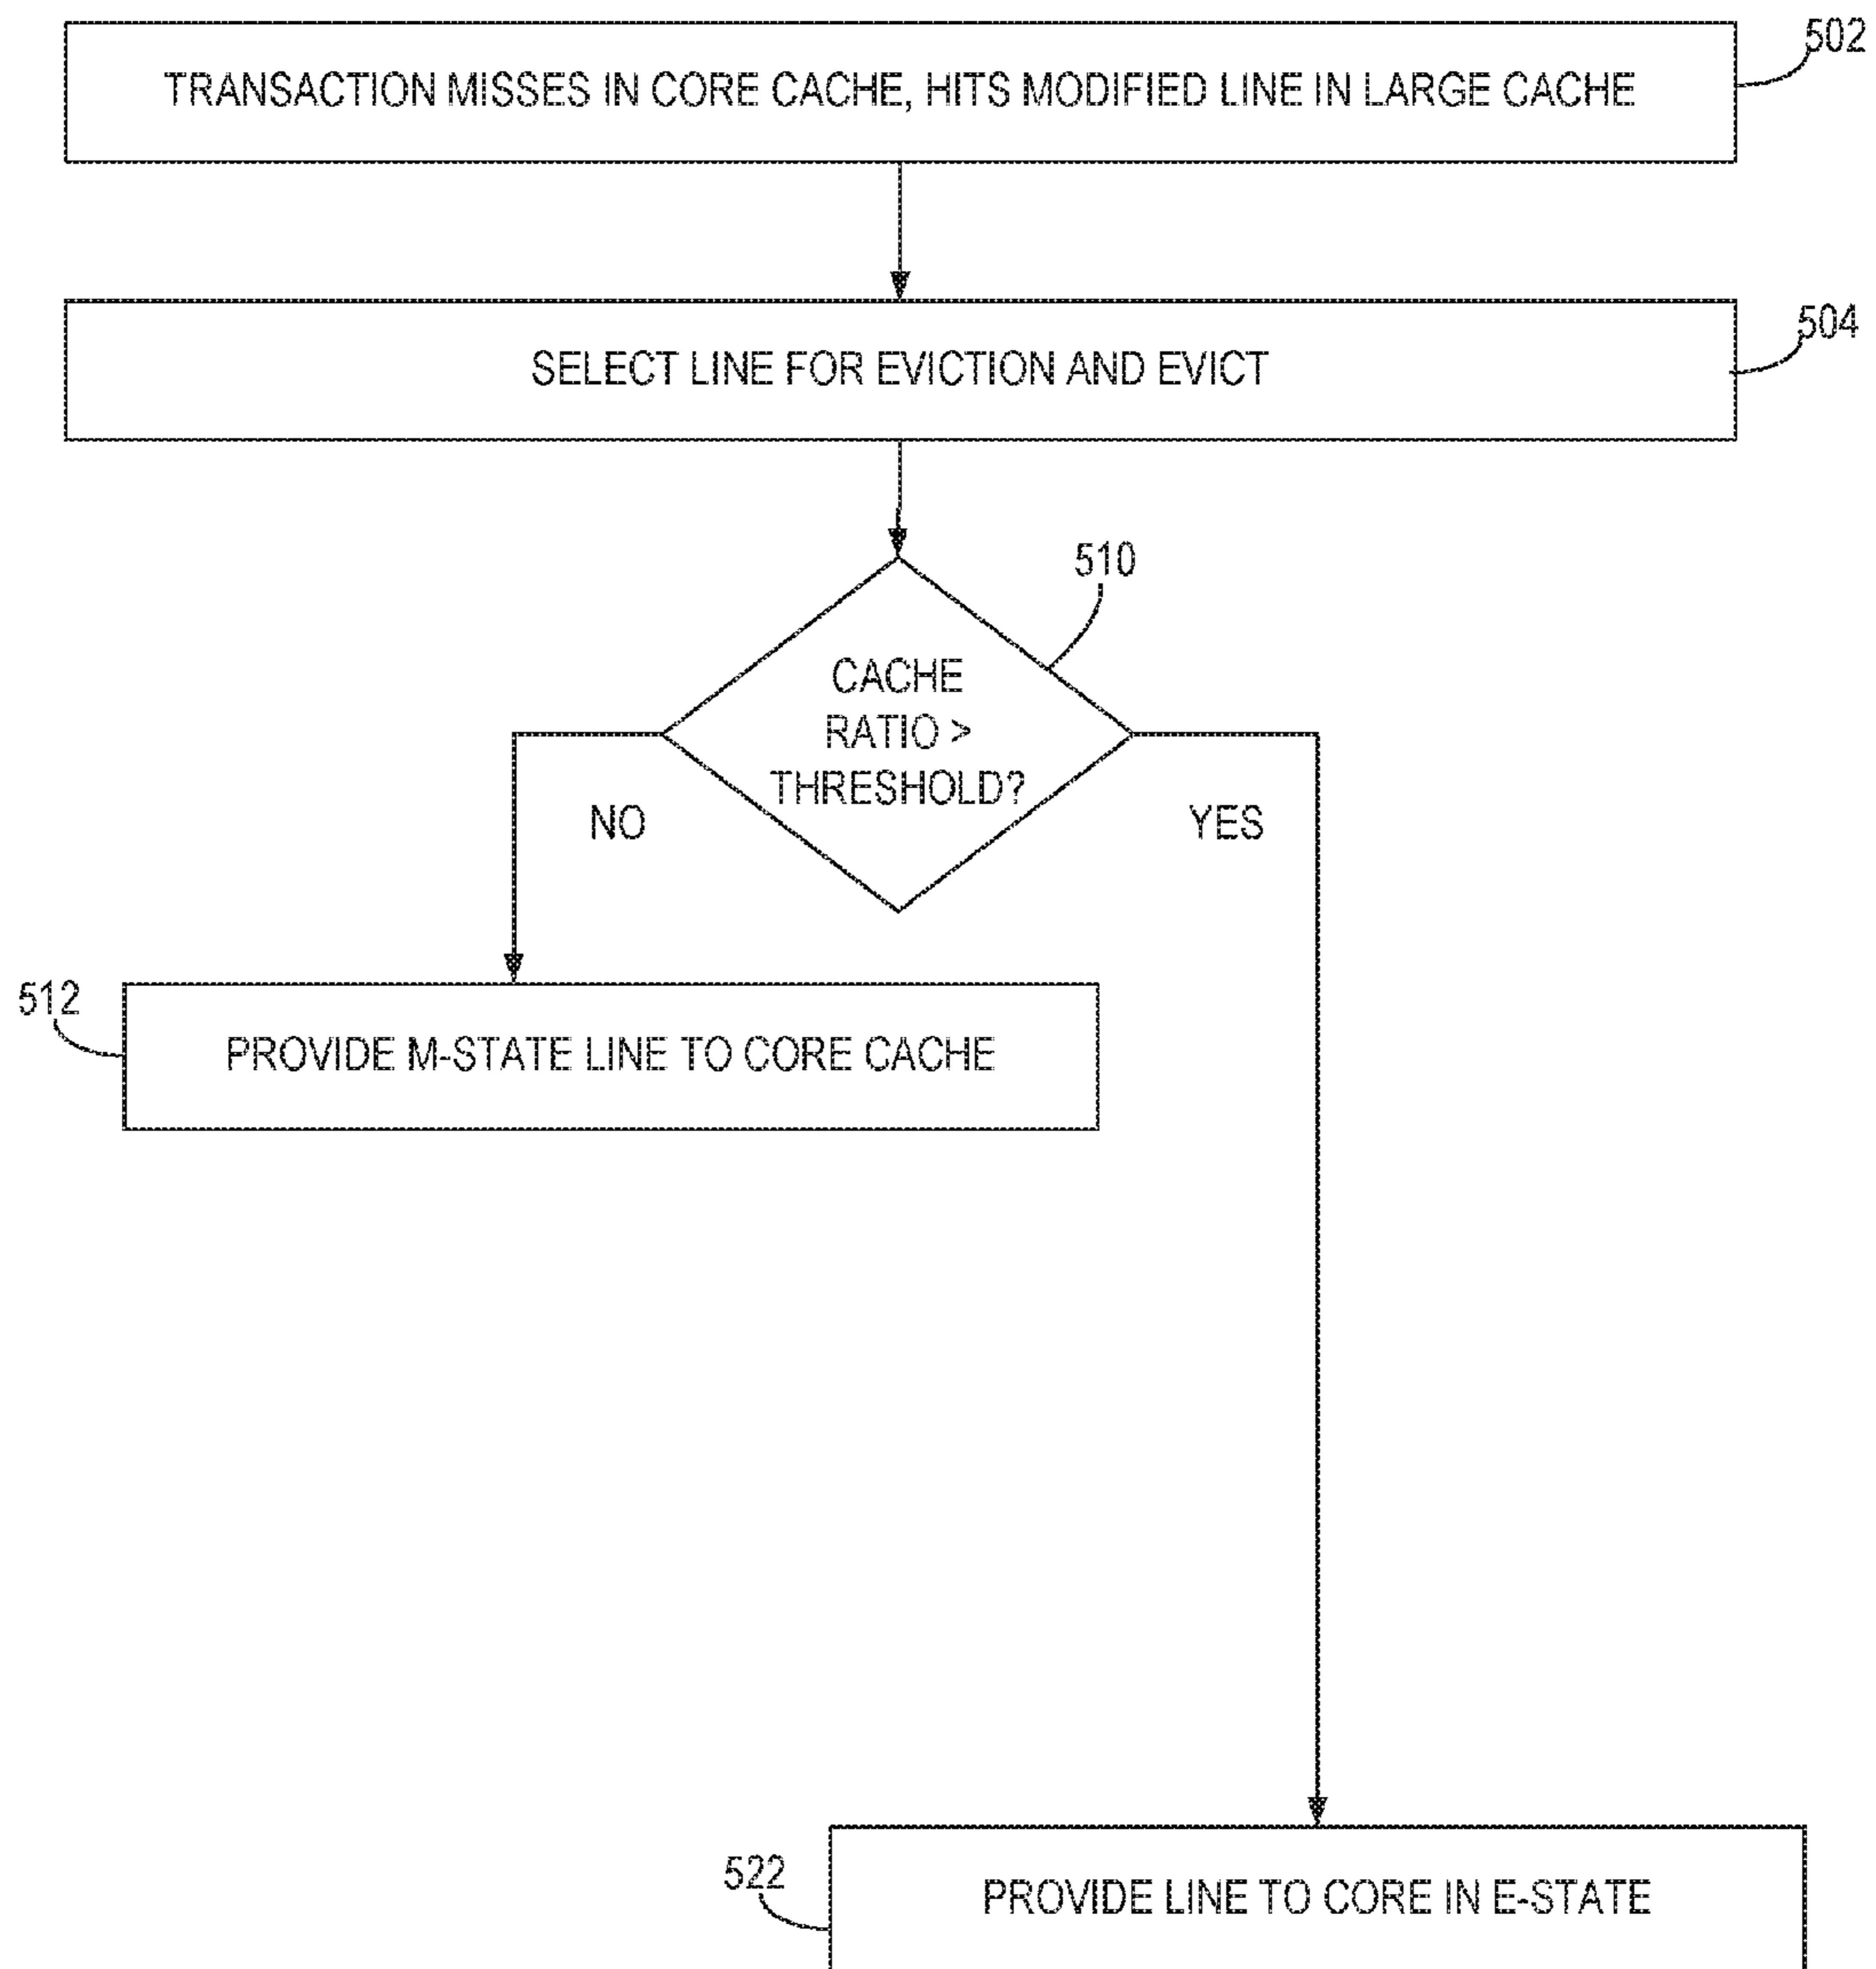 502
TRANSACTION MISSES IN CORE CACHE, HITS MODIFIED LINE IN LARGE CACHE
504
SELECT LINE FOR EVICTION AND EVICT
510
CACHE
RATIO >
THRESHOLD?
NO
YES
512
PROVIDE M-STATE LINE TO CORE CACHE
522
PROVIDE LINE TO CORE IN E-STATE